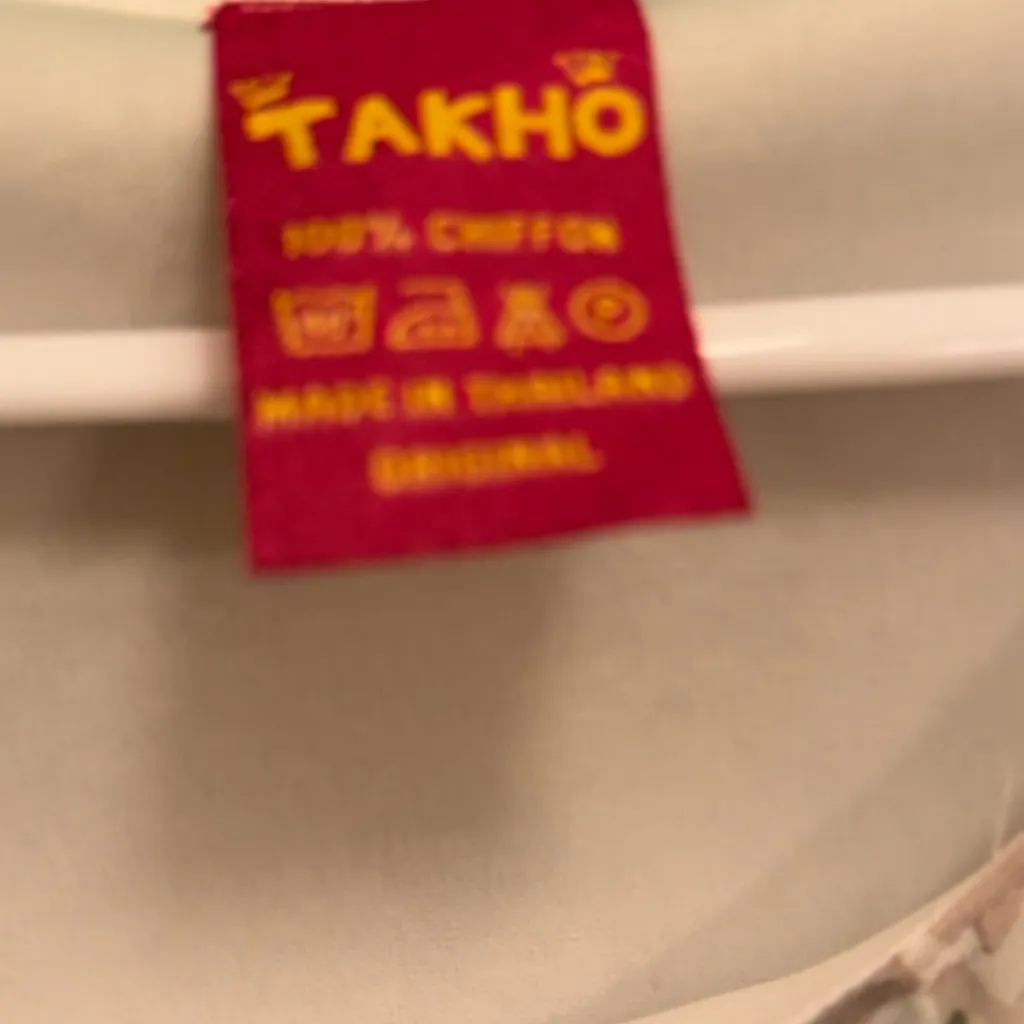 TAKHO
100% CHIFFON
MADE IN THAILAND
ORIGINAL